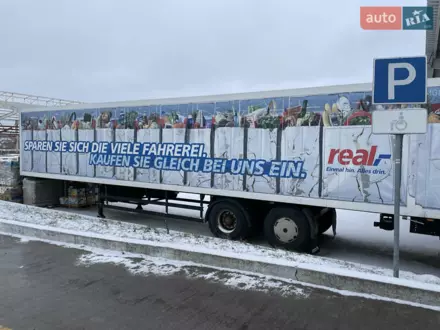 auto RIA
P
SPAREN SIE SICH DIE VIELE FAHREREI.
KAUFEN SIE GLEICH BEI UNS EIN.
real,-
Einmal hin. Alles drin.